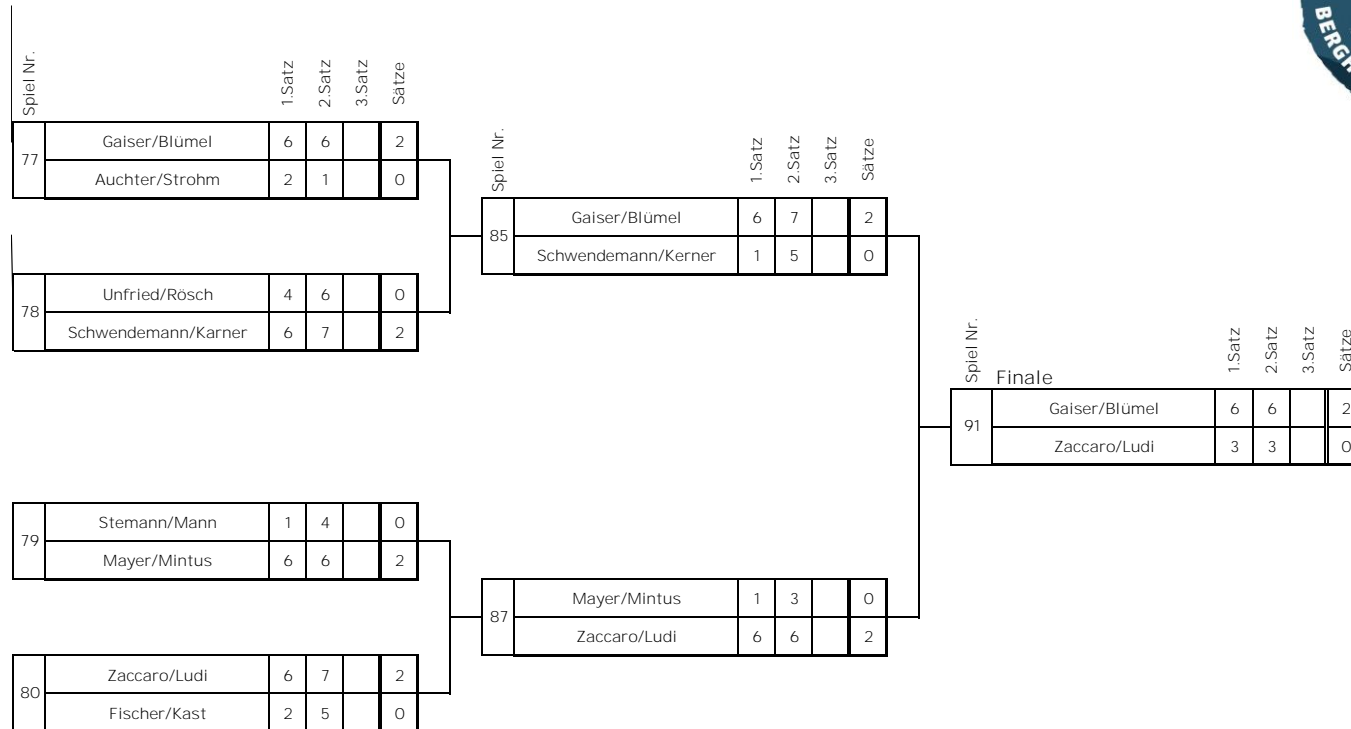 BERGH
Spiel Nr. 1.Satz 2.Satz 3.Satz Sätze
77 Gaiser/Blümel 6 6 2
Auchter/Strohm 2 1 0
78 Unfried/Rösch 4 6 0
Schwendemann/Karner 6 7 2
79 Stemann/Mann 1 4 0
Mayer/Mintus 6 6 2
80 Zaccaro/Ludi 6 7 2
Fischer/Kast 2 5 0
Spiel Nr. 1.Satz 2.Satz 3.Satz Sätze
85 Gaiser/Blümel 6 7 2
Schwendemann/Kerner 1 5 0
87 Mayer/Mintus 1 3 0
Zaccaro/Ludi 6 6 2
Spiel Nr. Finale 1.Satz 2.Satz 3.Satz Sätze
91 Gaiser/Blümel 6 6 2
Zaccaro/Ludi 3 3 0